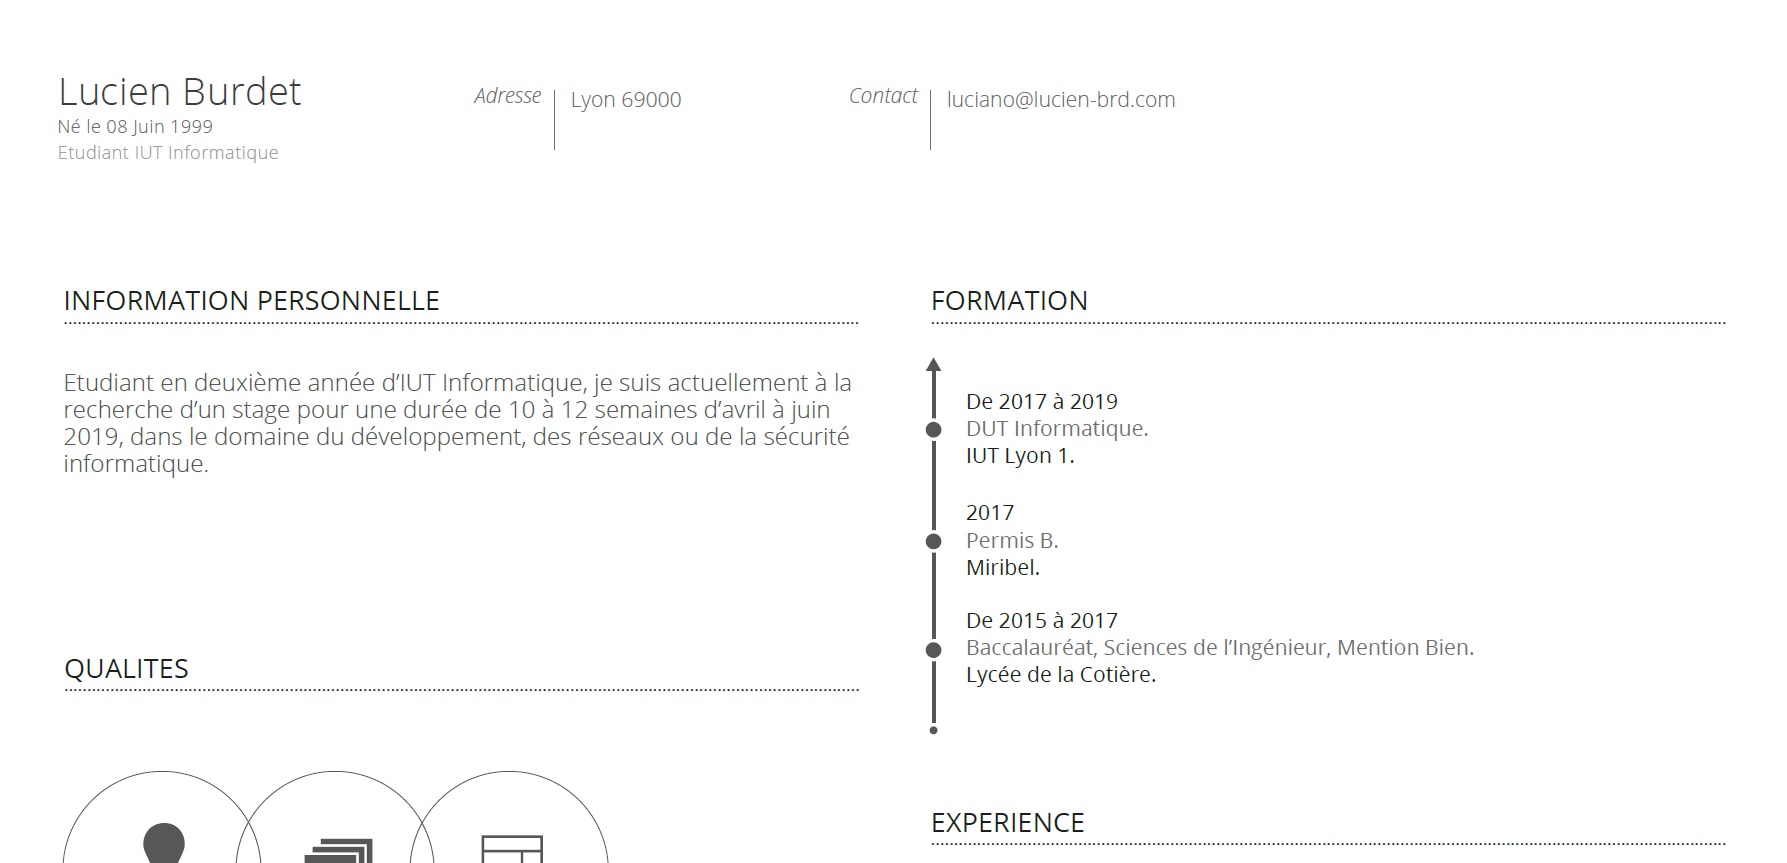 Lucien Burdet
Né le 08 Juin 1999
Etudiant IUT Informatique
Adresse
Lyon 69000
Contact
luciano@lucien-brd.com
INFORMATION PERSONNELLE
Etudiant en deuxième année d’IUT Informatique, je suis actuellement à la
recherche d’un stage pour une durée de 10 à 12 semaines d’avril à juin
2019, dans le domaine du développement, des réseaux ou de la sécurité
informatique.
QUALITES
FORMATION
De 2017 à 2019
DUT Informatique.
IUT Lyon 1.
2017
Permis B.
Miribel.
De 2015 à 2017
Baccalauréat, Sciences de l’Ingénieur, Mention Bien.
Lycée de la Cotière.
EXPERIENCE